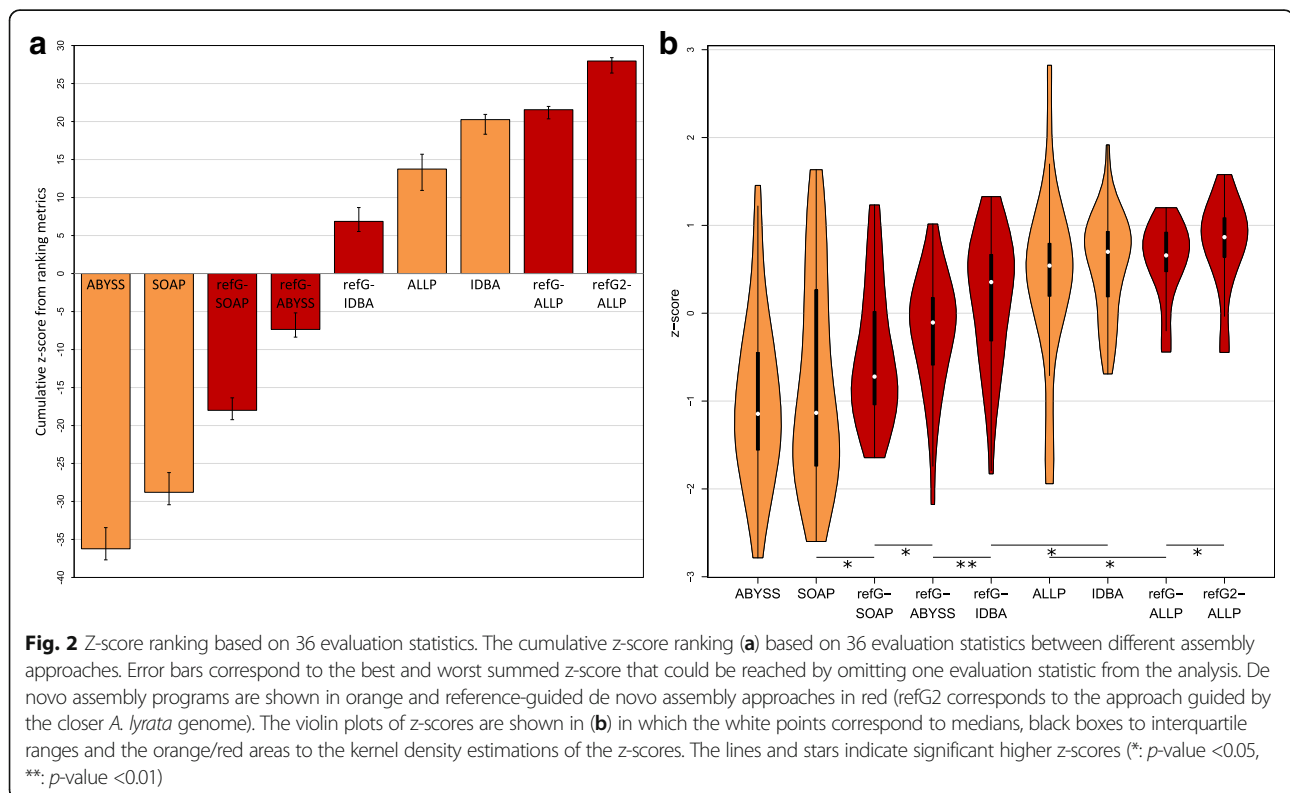 a
Cumulative z-score from ranking metrics
30
25
20
15
10
5
0
-5
-10
-15
-20
-25
-30
-35
-40
ABYSS
SOAP
refG-
SOAP
refG-
ABYSS
refG-
IDBA
ALLP
IDBA
refG-
ALLP
refG2-
ALLP
b
z-score
3
2
1
0
-1
-2
-3
* * ** * * *
ABYSS
SOAP
refG-
SOAP
refG-
ABYSS
refG-
IDBA
ALLP
IDBA
refG-
ALLP
refG2-
ALLP
Fig. 2 Z-score ranking based on 36 evaluation statistics. The cumulative z-score ranking (a) based on 36 evaluation statistics between different assembly
approaches. Error bars correspond to the best and worst summed z-score that could be reached by omitting one evaluation statistic from the analysis. De
novo assembly programs are shown in orange and reference-guided de novo assembly approaches in red (refG2 corresponds to the approach guided by
the closer A. lyrata genome). The violin plots of z-scores are shown in (b) in which the white points correspond to medians, black boxes to interquartile
ranges and the orange/red areas to the kernel density estimations of the z-scores. The lines and stars indicate significant higher z-scores (*: p-value <0.05,
**: p-value <0.01)